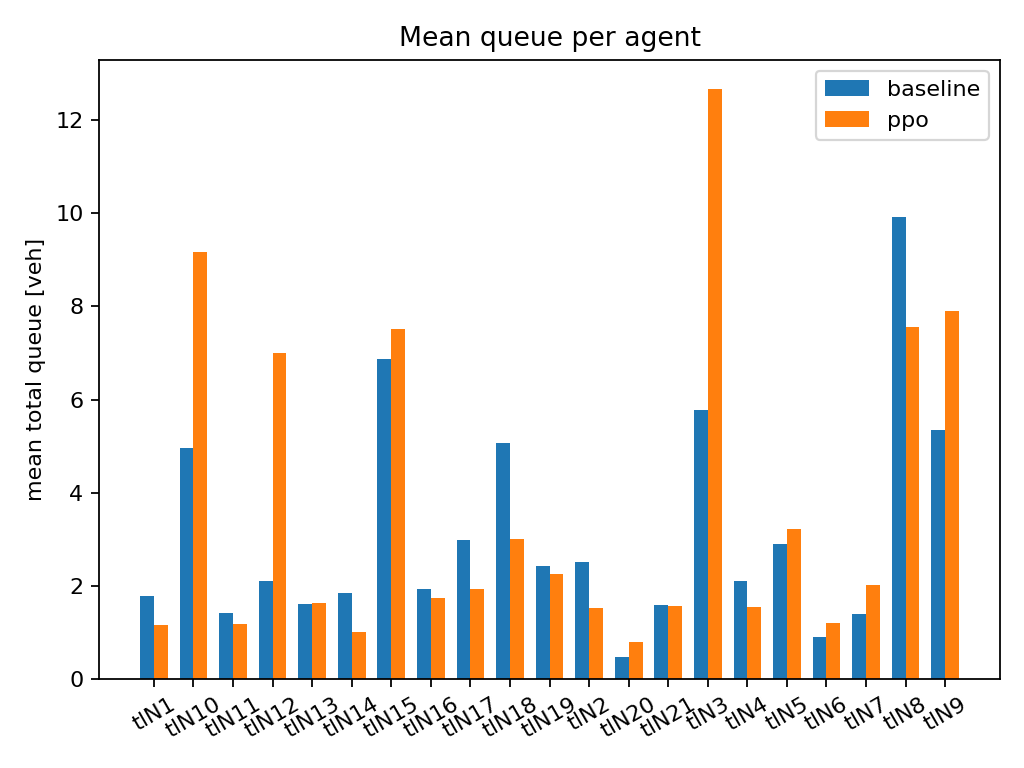 Mean queue per agent
baseline
ppo
mean total queue [veh]
12
10
8
6
4
2
0
tlN1
tlN10
tlN11
tlN12
tlN13
tlN14
tlN15
tlN16
tlN17
tlN18
tlN19
tlN2
tlN20
tlN21
tlN3
tlN4
tlN5
tlN6
tlN7
tlN8
tlN9